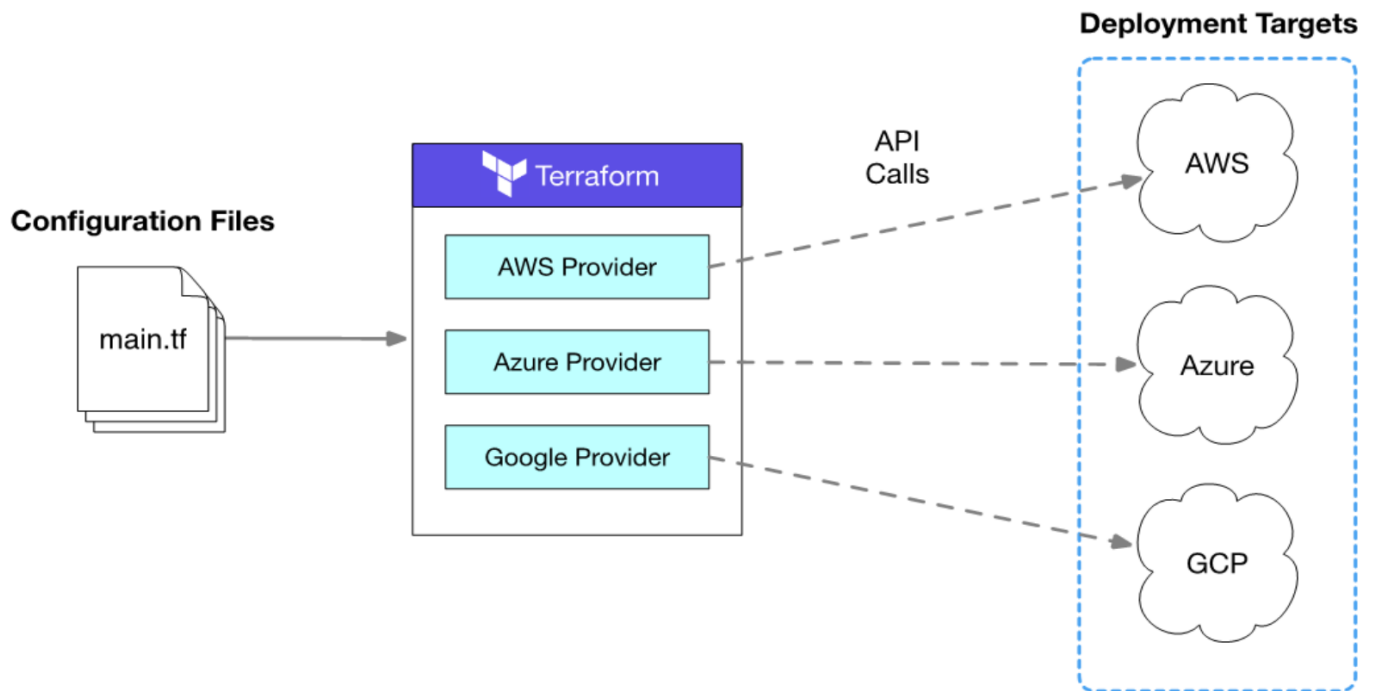 Deployment Targets
API
Calls
AWS
Terraform
Configuration Files
AWS Provider
main.tf
Azure Provider
Azure
Google Provider
GCP